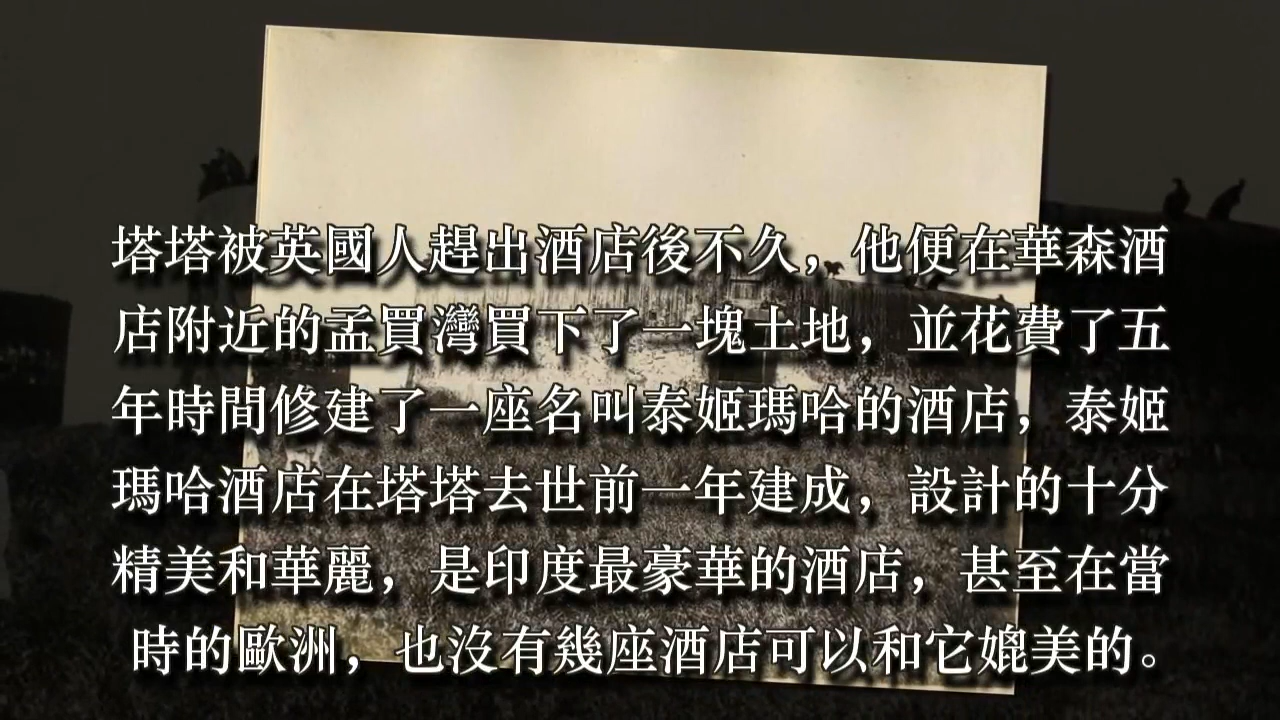 塔塔被英國人趕出酒店後不久，他便在華森酒
店附近的孟買灣買下了一塊土地，並花費了五
年時間修建了一座名叫泰姬瑪哈的酒店，泰姬
瑪哈酒店在塔塔去世前一年建成，設計的十分
精美和華麗，是印度最豪華的酒店，甚至在當
時的歐洲，也沒有幾座酒店可以和它媲美的。